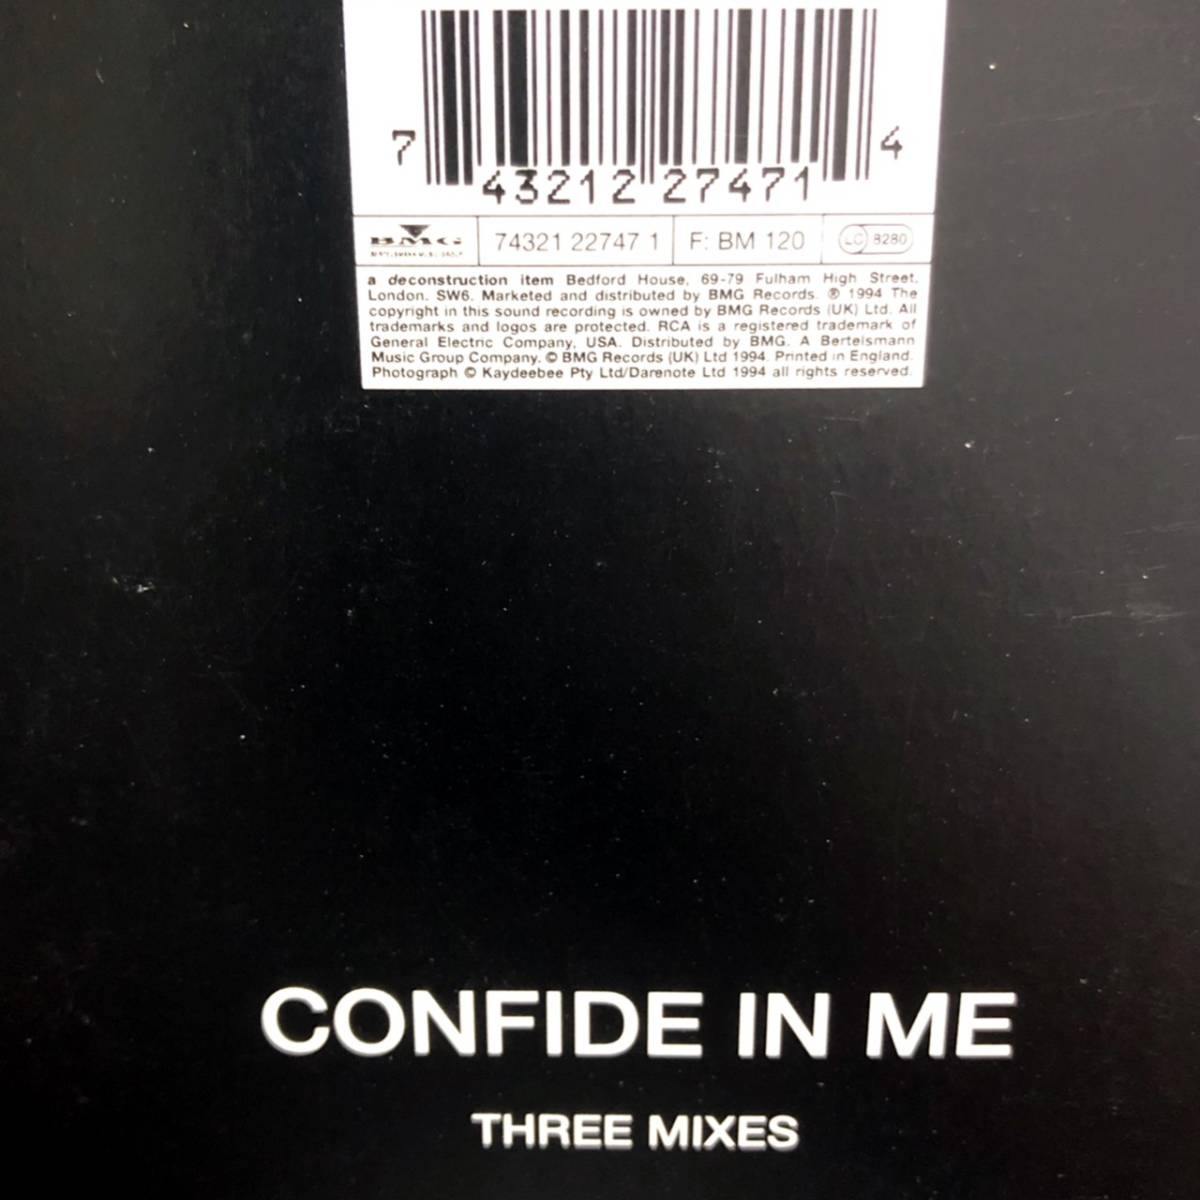 7 43212 27471 4
BMG 74321 22747 1 F: BM 120 LC 8280
a deconstruction item Bedford House, 69-79 Fulham High Street,
London. SW6. Marketed and distributed by BMG Records. ℗ 1994 The
copyright in this sound recording is owned by BMG Records (UK) Ltd. All
trademarks and logos are protected. RCA is a registered trademark of
General Electric Company, USA. Distributed by BMG. A Bertelsmann
Music Group Company. © BMG Records (UK) Ltd 1994. Printed in England.
Photograph © Kaydeebee Pty Ltd/Darenote Ltd 1994 all rights reserved.
CONFIDE IN ME
THREE MIXES